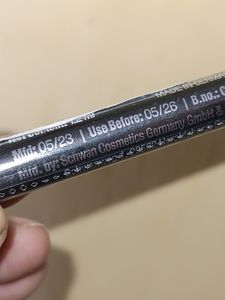 MADE IN GERMANY
Mfd: 05/23 | Use Before: 05/26 | B.no.:
Mfd. by: Schwan Cosmetics Germany GmbH &